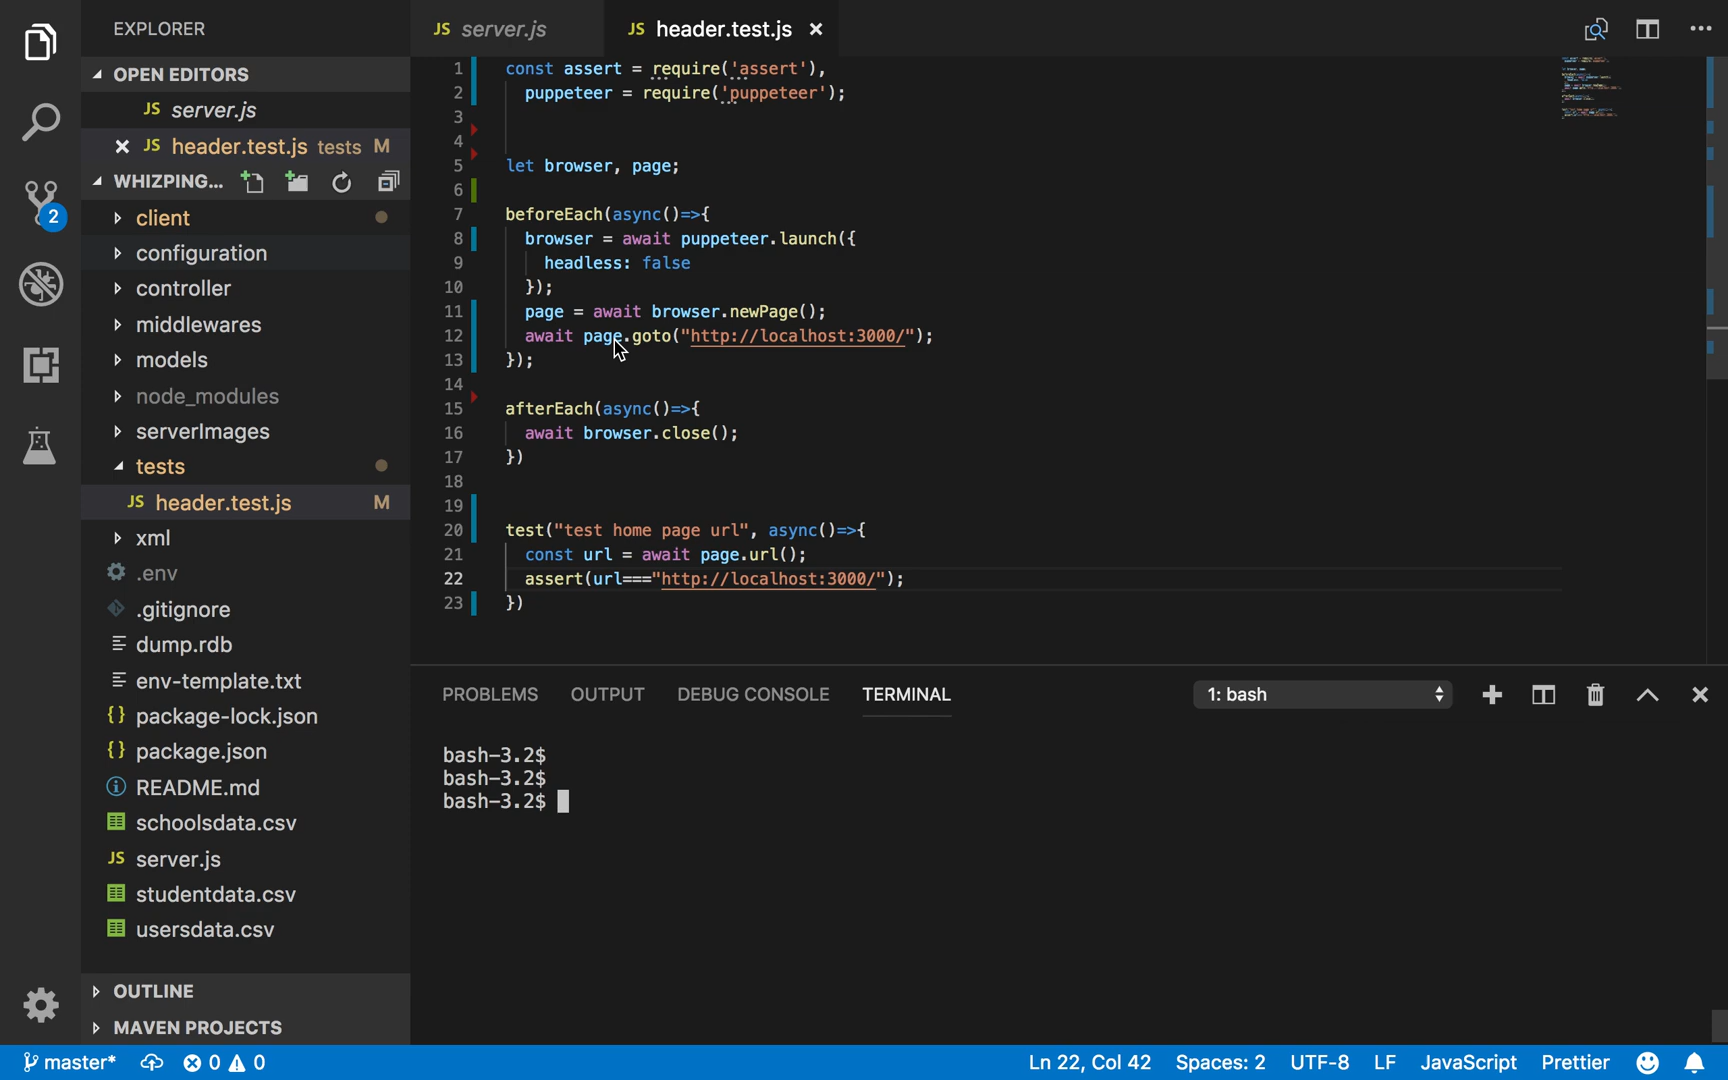 EXPLORER
OPEN EDITORS
JS server.js
JS header.test.js tests M
WHIZPING...
client
configuration
controller
middlewares
models
node_modules
serverImages
tests
JS header.test.js M
xml
.env
.gitignore
dump.rdb
env-template.txt
{} package-lock.json
{} package.json
README.md
schoolsdata.csv
JS server.js
studentdata.csv
usersdata.csv
OUTLINE
MAVEN PROJECTS
2
JS server.js JS header.test.js
1 const assert = require('assert'),
2 puppeteer = require('puppeteer');
3
4
5 let browser, page;
6
7 beforeEach(async()=>{
8 browser = await puppeteer.launch({
9 headless: false
10 });
11 page = await browser.newPage();
12 await page.goto("http://localhost:3000/");
13 });
14
15 afterEach(async()=>{
16 await browser.close();
17 })
18
19
20 test("test home page url", async()=>{
21 const url = await page.url();
22 assert(url==="http://localhost:3000/");
23 })
PROBLEMS OUTPUT DEBUG CONSOLE TERMINAL 1: bash
bash-3.2$
bash-3.2$
bash-3.2$
master* 0 0 Ln 22, Col 42 Spaces: 2 UTF-8 LF JavaScript Prettier